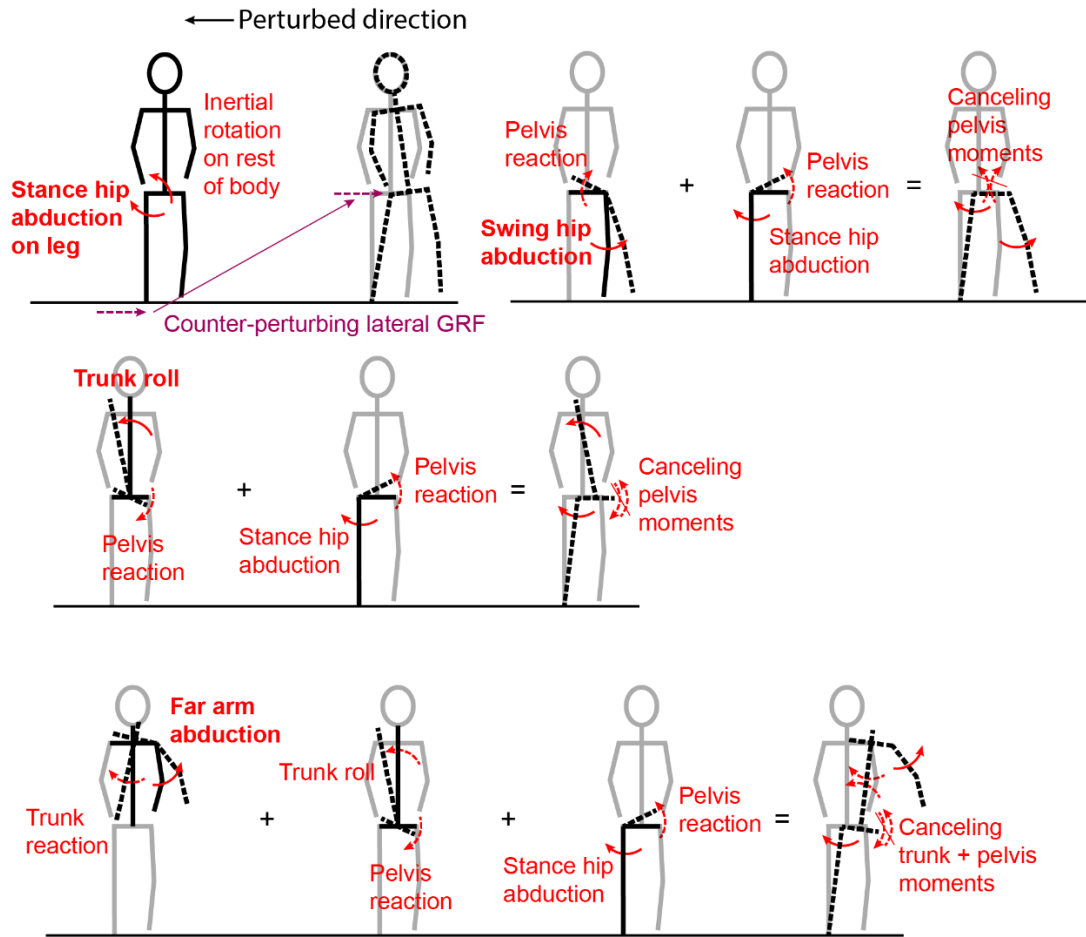 Perturbed direction
Inertial
rotation
on rest
of body
Stance hip
abduction
on leg
Counter-perturbing lateral GRF
Pelvis
reaction
Swing hip
abduction
+
Pelvis
reaction
Stance hip
abduction
=
Canceling
pelvis
moments
Trunk roll
Pelvis
reaction
+
Pelvis
reaction
Stance hip
abduction
=
Canceling
pelvis
moments
Far arm
abduction
Trunk
reaction
+
Trunk roll
Pelvis
reaction
+
Pelvis
reaction
Stance hip
abduction
=
Canceling
trunk + pelvis
moments